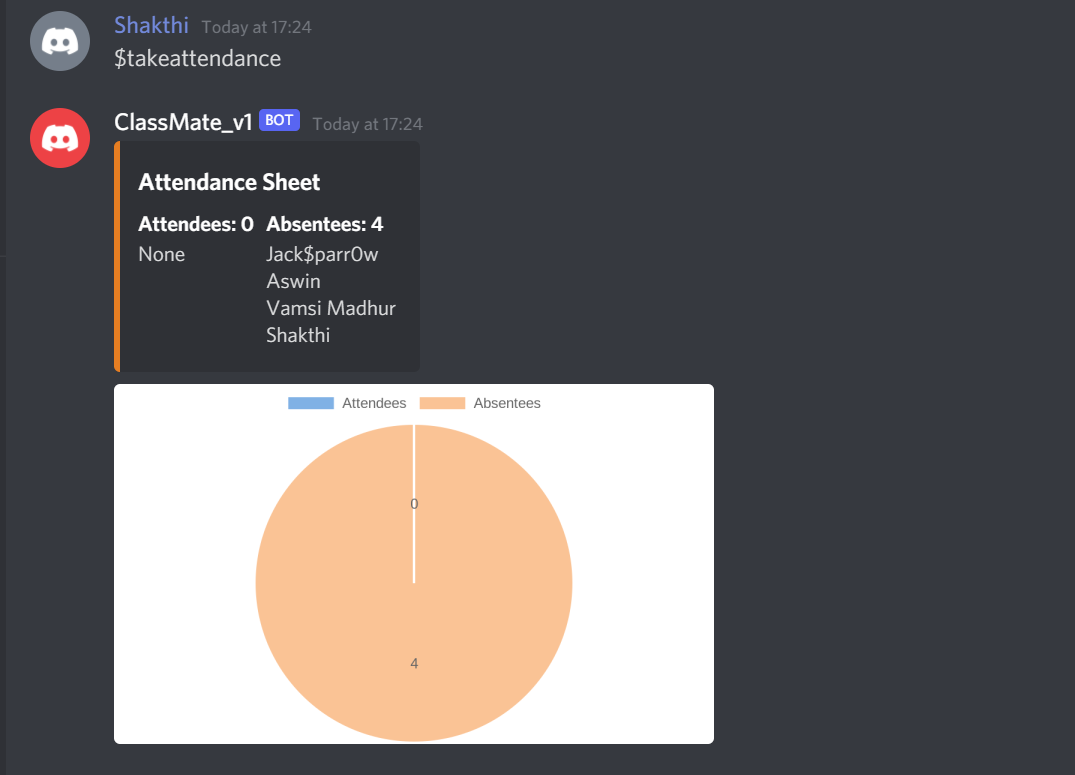 Shakthi Today at 17:24
$takeattendance
ClassMate_v1 BOT Today at 17:24
Attendance Sheet
Attendees: 0 Absentees: 4
None Jack$parr0w
Aswin
Vamsi Madhur
Shakthi
Attendees Absentees
0
4